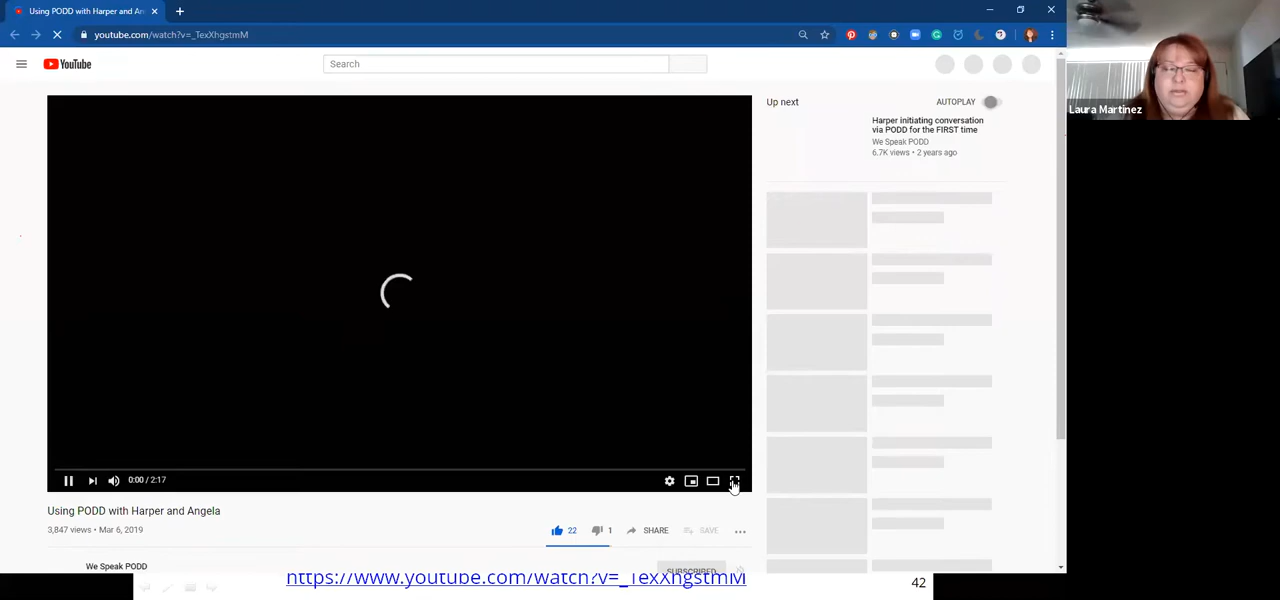 Using PODD with Harper and An
youtube.com/watch?v=_TexXhgstmM
YouTube
Search
Laura Martinez
Up next
AUTOPLAY
Harper initiating conversation
via PODD for the FIRST time
We Speak PODD
6.7K views • 2 years ago
0:00 / 2:17
Using PODD with Harper and Angela
3,847 views • Mar 6, 2019
22
1
SHARE
SAVE
We Speak PODD
SUBSCRIBED
https://www.youtube.com/watch?v=_TexXhgstmM
42